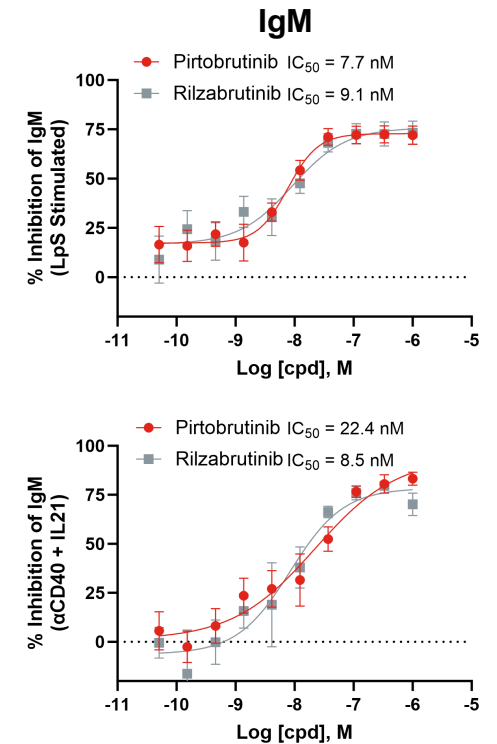 IgM
Pirtobrutinib IC50 = 7.7 nM
Rilzabrutinib IC50 = 9.1 nM
% Inhibition of IgM
(LpS Stimulated)
100
75
50
25
0
-11 -10 -9 -8 -7 -6 -5
Log [cpd], M
Pirtobrutinib IC50 = 22.4 nM
Rilzabrutinib IC50 = 8.5 nM
% Inhibition of IgM
(αCD40 + IL21)
100
75
50
25
0
-11 -10 -9 -8 -7 -6 -5
Log [cpd], M